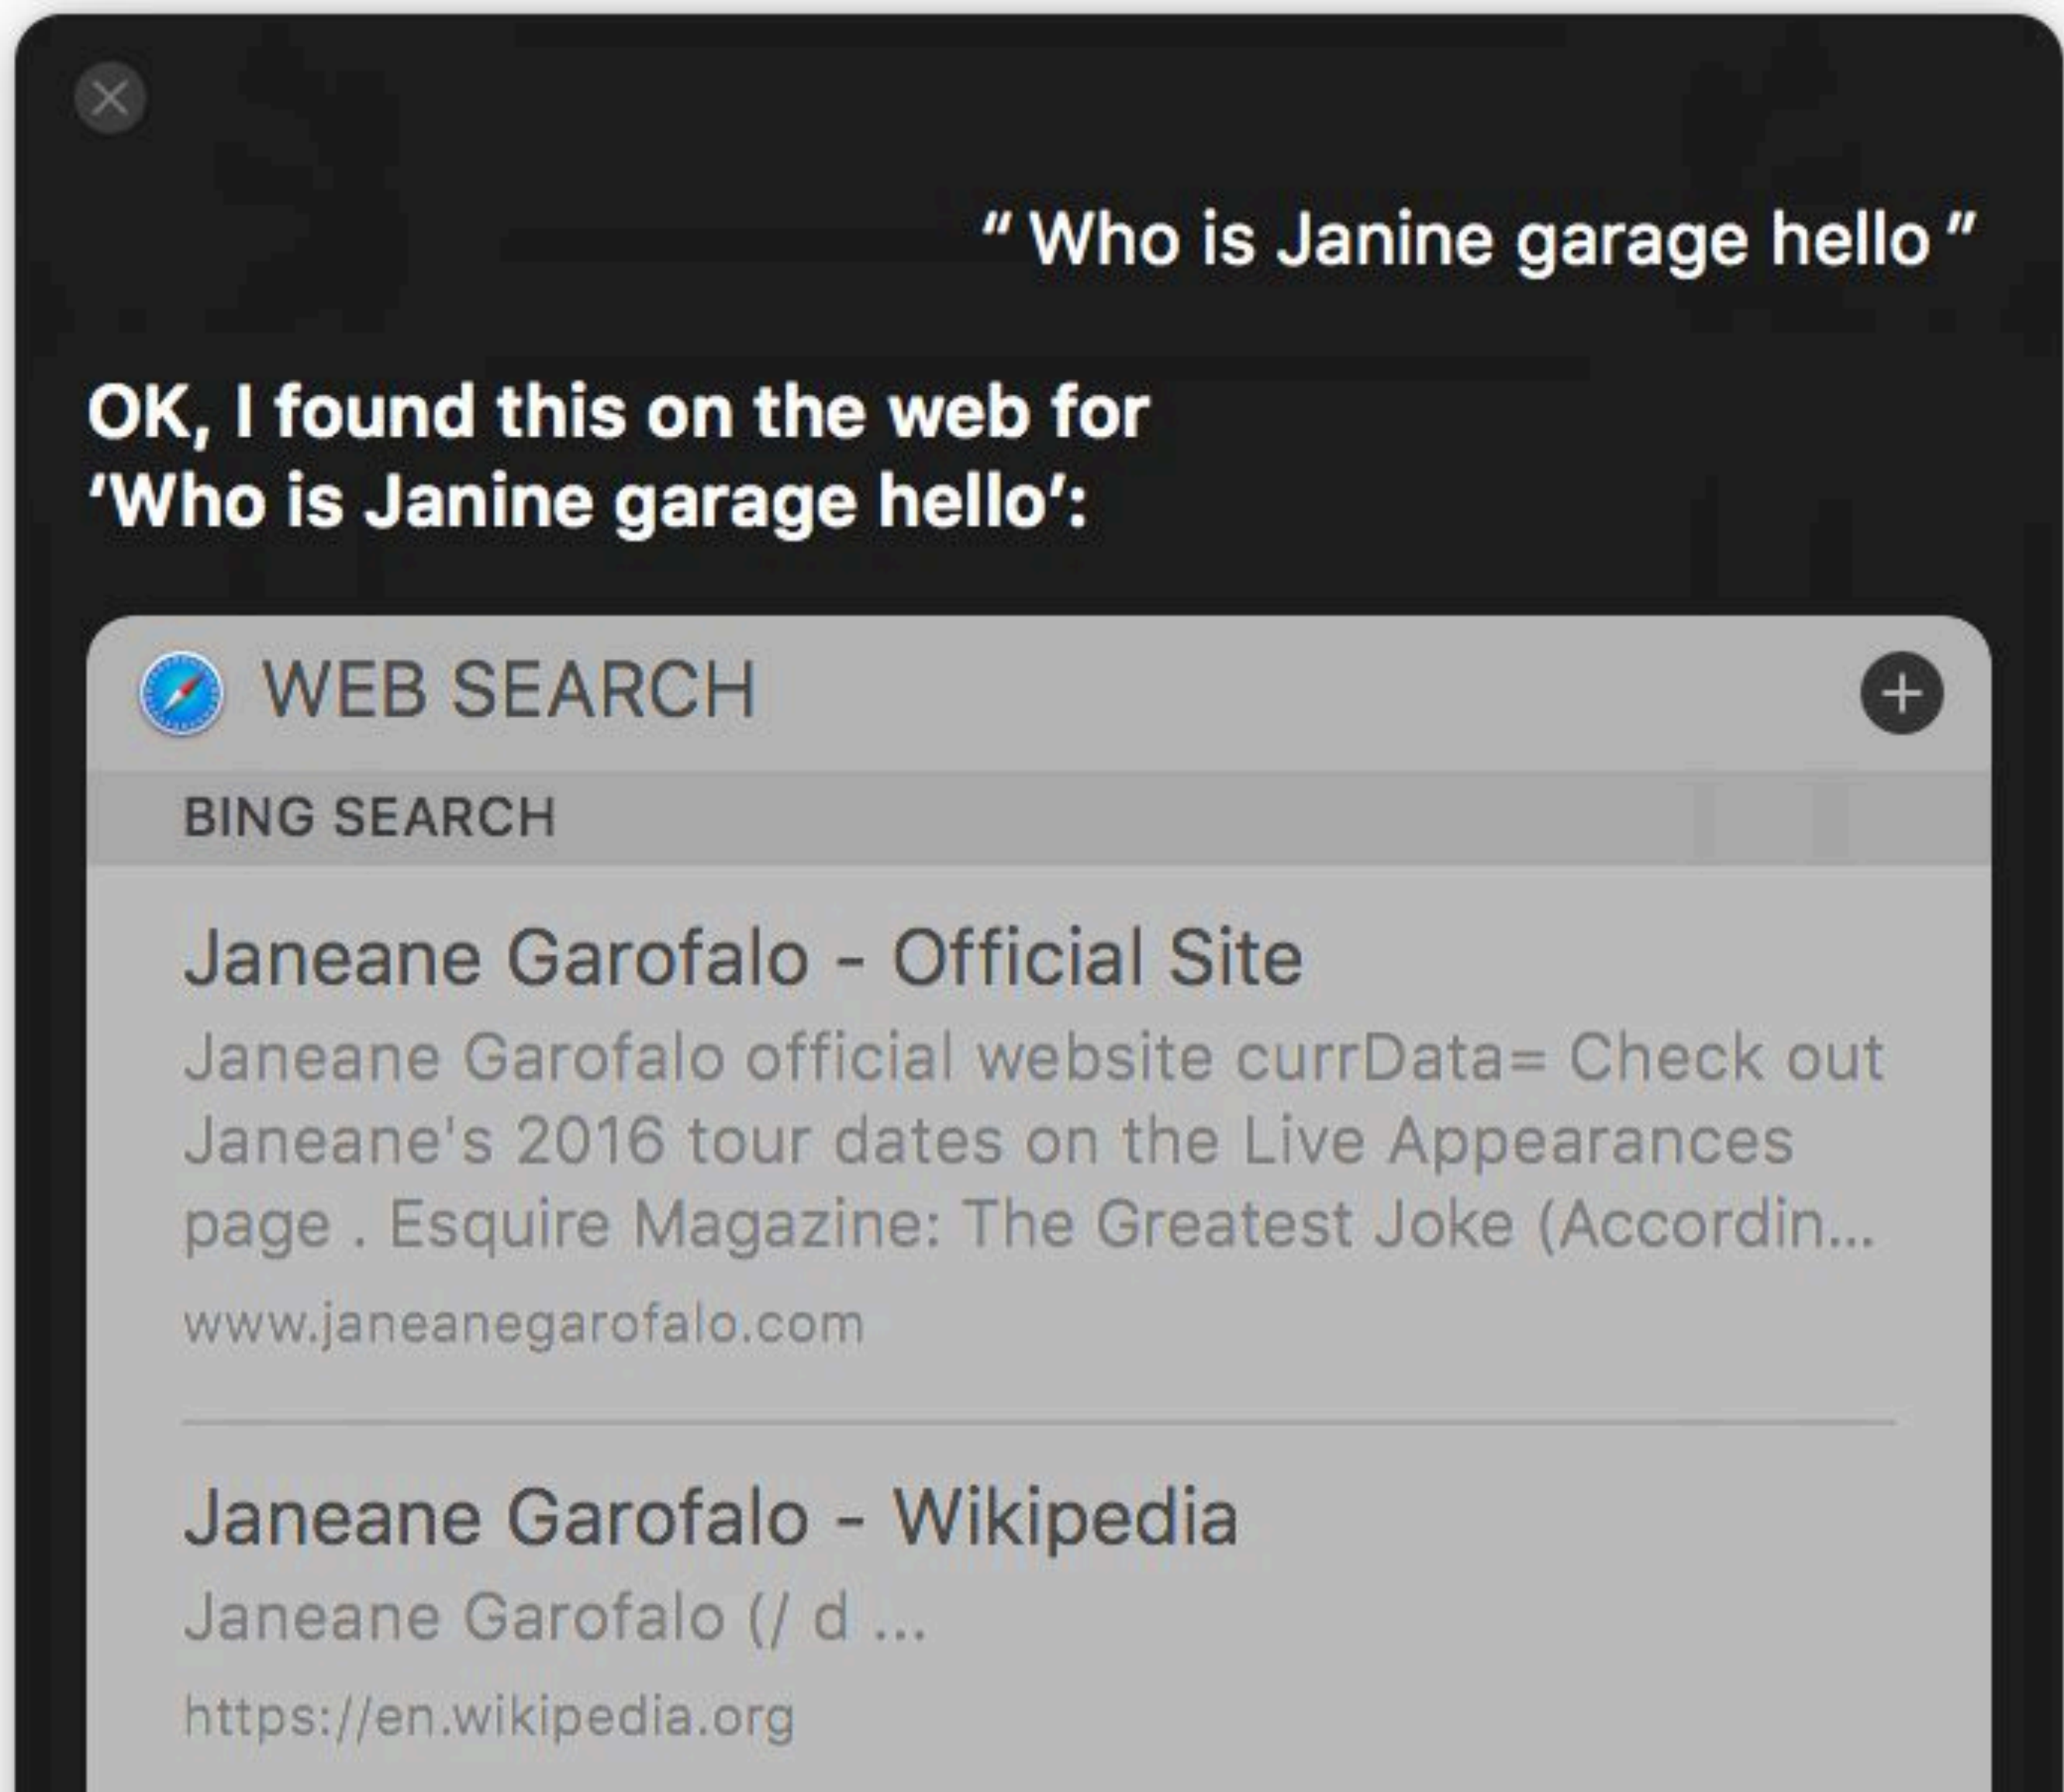 “ Who is Janine garage hello ”
OK, I found this on the web for
‘Who is Janine garage hello’:
WEB SEARCH
BING SEARCH
Janeane Garofalo - Official Site
Janeane Garofalo official website currData= Check out
Janeane's 2016 tour dates on the Live Appearances
page . Esquire Magazine: The Greatest Joke (Accordin...
www.janeanegarofalo.com
Janeane Garofalo - Wikipedia
Janeane Garofalo (/ d ...
https://en.wikipedia.org